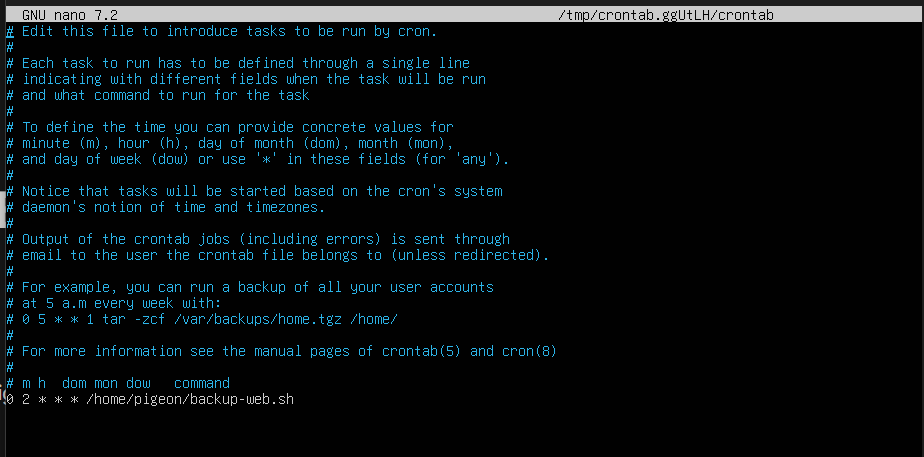 GNU nano 7.2 /tmp/crontab.ggUtLH/crontab
# Edit this file to introduce tasks to be run by cron.
#
# Each task to run has to be defined through a single line
# indicating with different fields when the task will be run
# and what command to run for the task
#
# To define the time you can provide concrete values for
# minute (m), hour (h), day of month (dom), month (mon),
# and day of week (dow) or use '*' in these fields (for 'any').
#
# Notice that tasks will be started based on the cron's system
# daemon's notion of time and timezones.
#
# Output of the crontab jobs (including errors) is sent through
# email to the user the crontab file belongs to (unless redirected).
#
# For example, you can run a backup of all your user accounts
# at 5 a.m every week with:
# 0 5 * * 1 tar -zcf /var/backups/home.tgz /home/
#
# For more information see the manual pages of crontab(5) and cron(8)
#
# m h  dom mon dow   command
0 2 * * * /home/pigeon/backup-web.sh